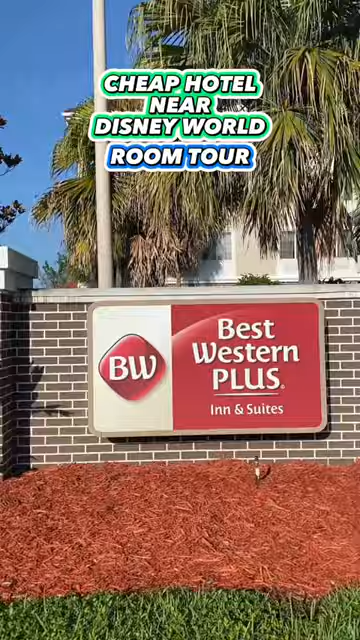 CHEAP HOTEL
NEAR
DISNEY WORLD
ROOM TOUR
BW
Best
Western
PLUS®
Inn & Suites